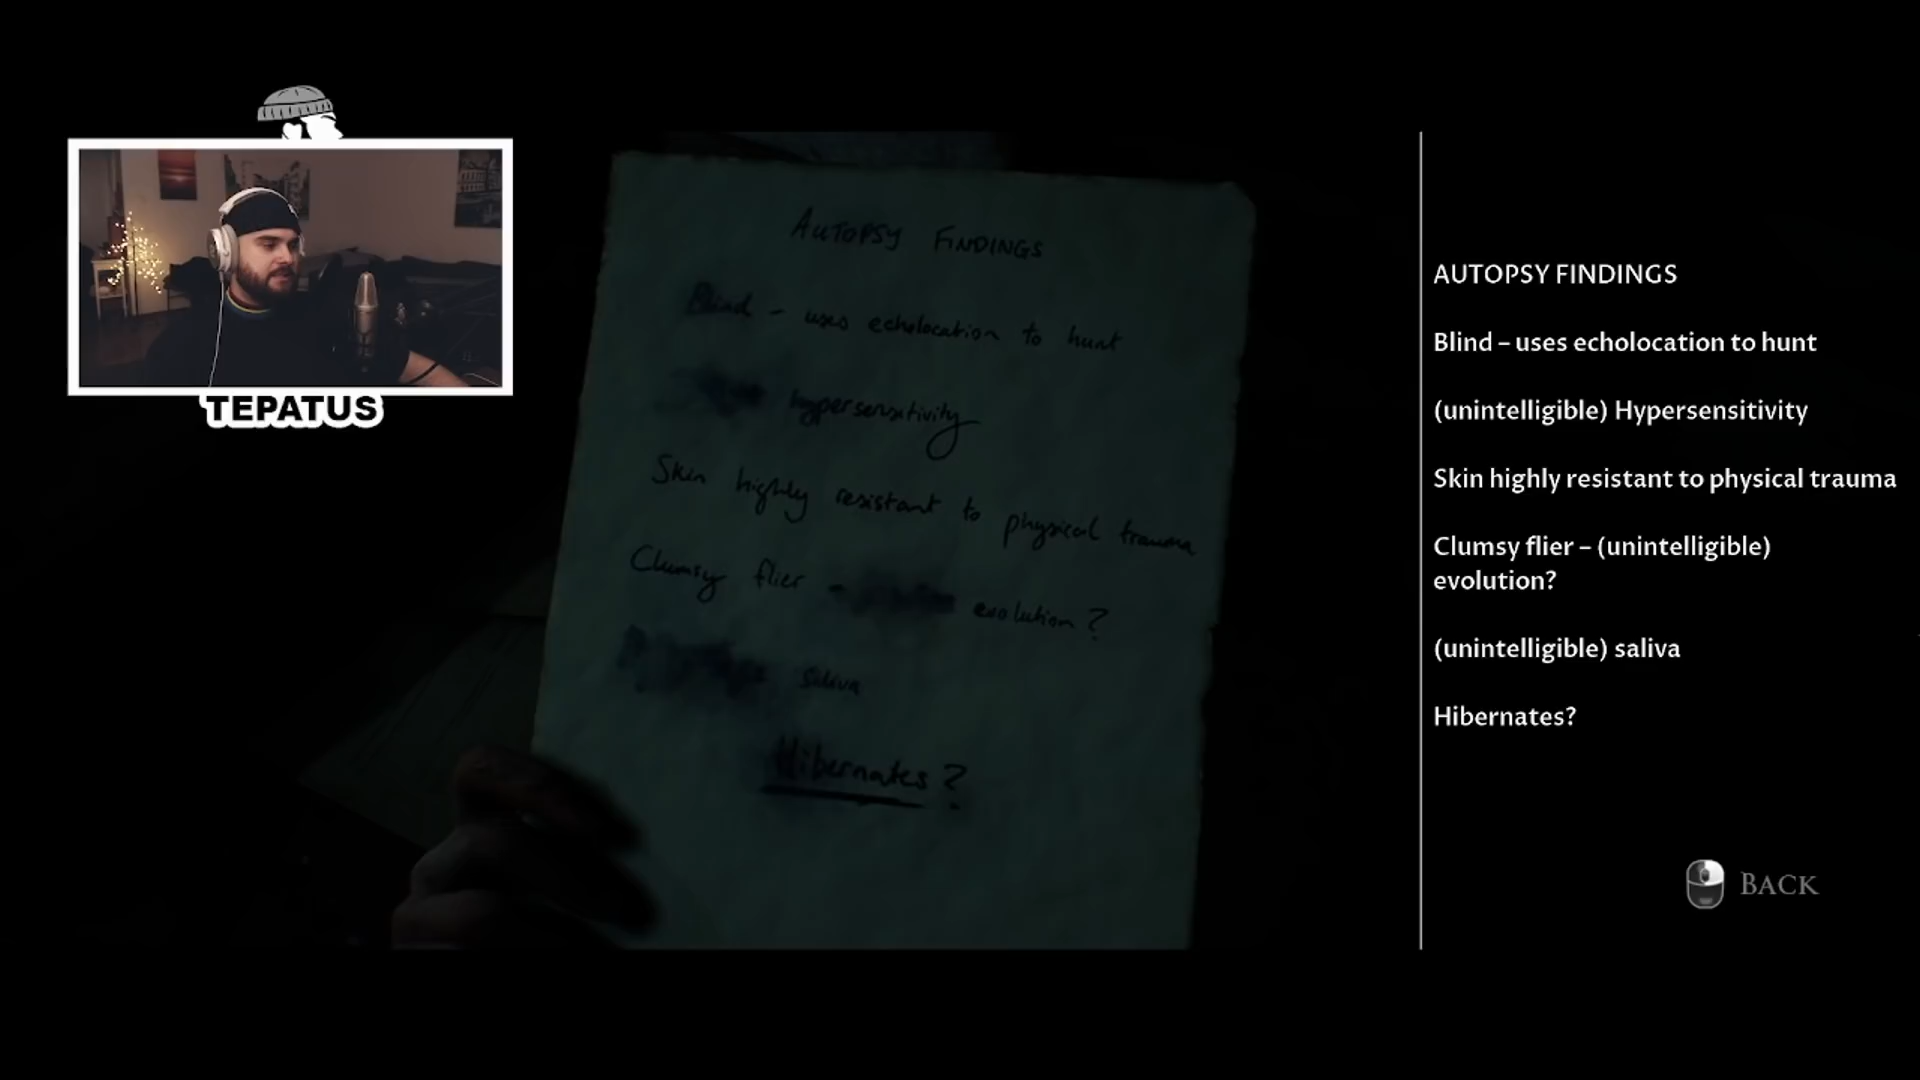 TEPATUS
AUTOPSY FINDINGS
Blind - uses echolocation to hunt
hypersensitivity
Skin highly resistant to physical trauma
Clumsy flier - evolution?
saliva
Hibernates?
AUTOPSY FINDINGS
Blind – uses echolocation to hunt
(unintelligible) Hypersensitivity
Skin highly resistant to physical trauma
Clumsy flier – (unintelligible)
evolution?
(unintelligible) saliva
Hibernates?
BACK